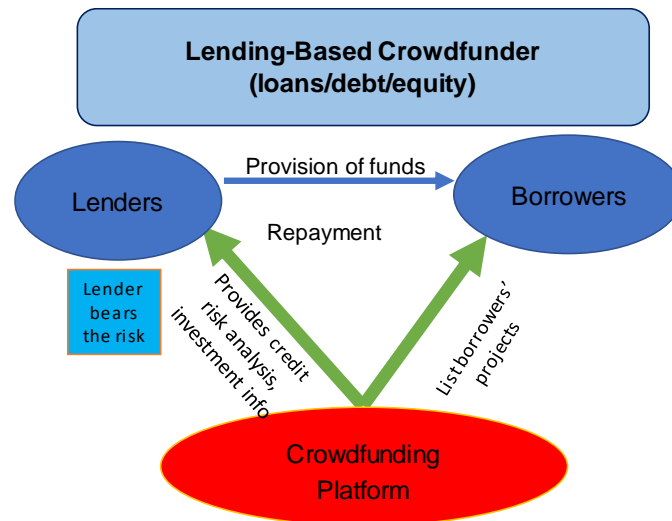 Lending-Based Crowdfunder
(loans/debt/equity)
Provision of funds
Lenders
Borrowers
Repayment
Lender
bears
the risk
Provides credit
risk analysis,
investment info
List borrowers’
projects
Crowdfunding
Platform